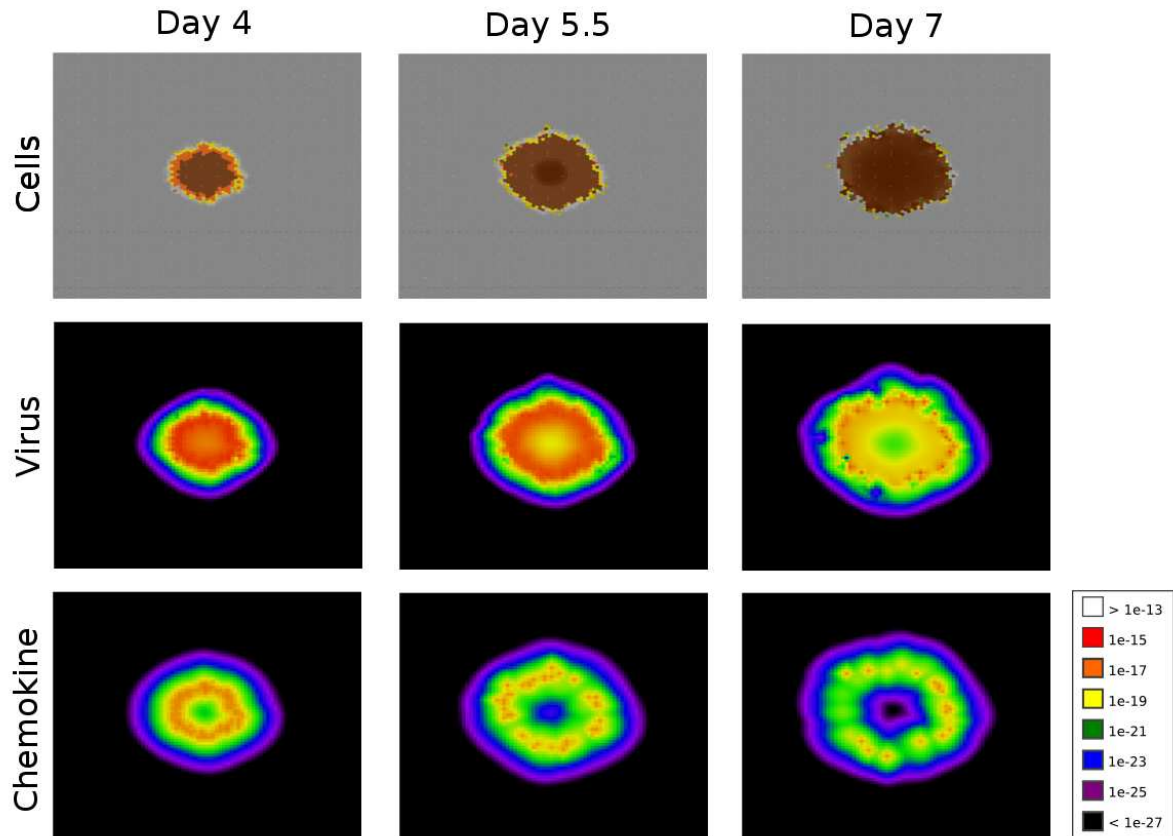 Day 4
Day 5.5
Day 7
Cells
Virus
Chemokine
> 1e-13
1e-15
1e-17
1e-19
1e-21
1e-23
1e-25
< 1e-27